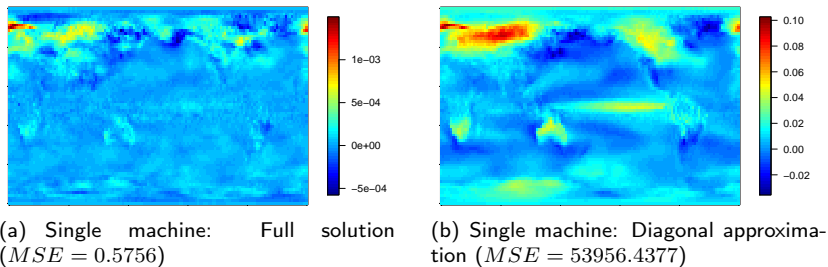 1e−03
5e−04
0e+00
−5e−04
0.10
0.08
0.06
0.04
0.02
0.00
−0.02
(a) Single machine: Full solution
(MSE = 0.5756)
(b) Single machine: Diagonal approxima-
tion (MSE = 53956.4377)